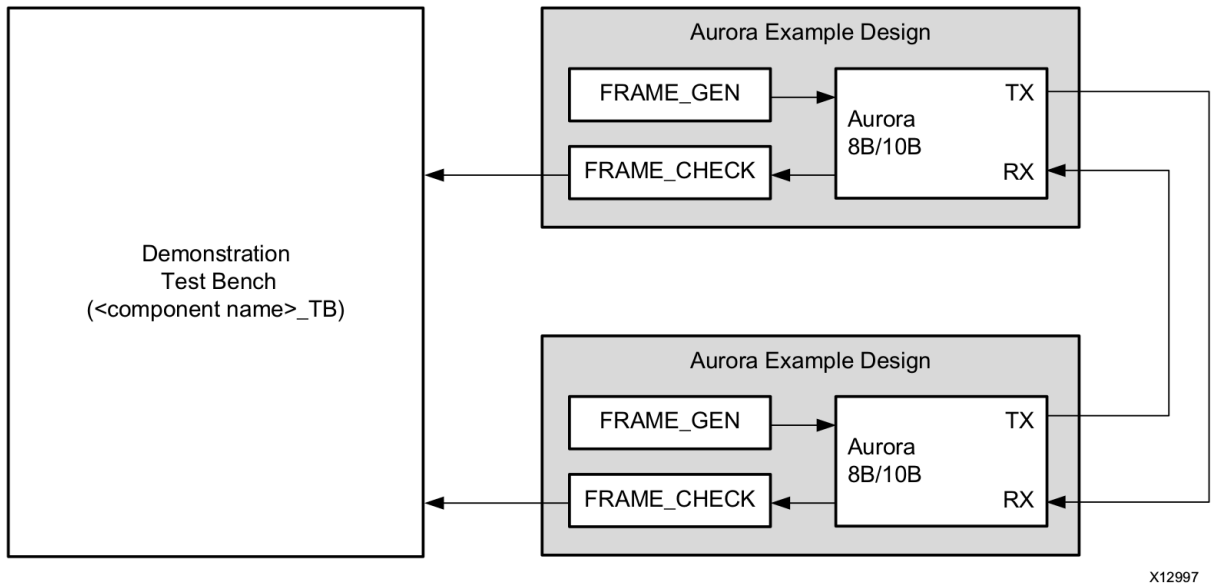 Demonstration
Test Bench
(<component name>_TB)
Aurora Example Design
FRAME_GEN
FRAME_CHECK
Aurora
8B/10B
TX
RX
Aurora Example Design
FRAME_GEN
FRAME_CHECK
Aurora
8B/10B
TX
RX
X12997